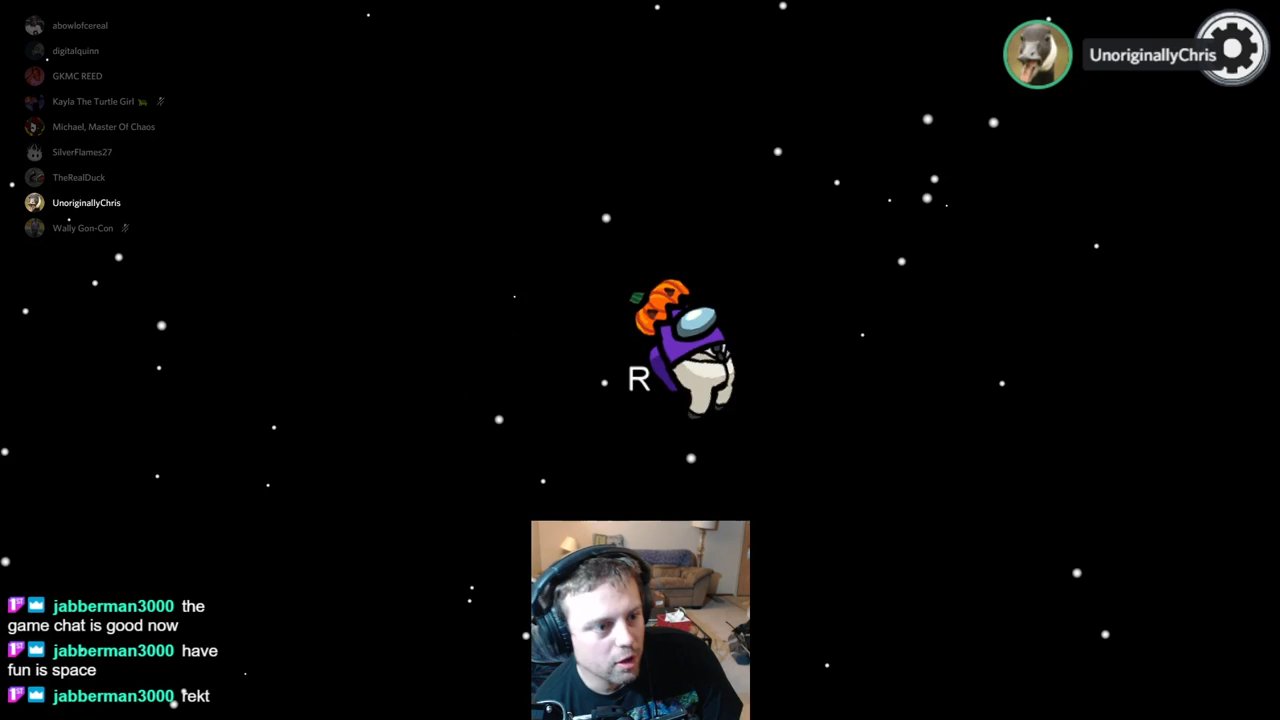 abowlofcereal
digitalquinn
GKMC REED
Kayla The Turtle Girl
Michael, Master Of Chaos
SilverFlames27
TheRealDuck
UnoriginallyChris
Wally Gon-Con
UnoriginallyChris
R
jabberman3000 the
game chat is good now
jabberman3000 have
fun is space
jabberman3000 rekt